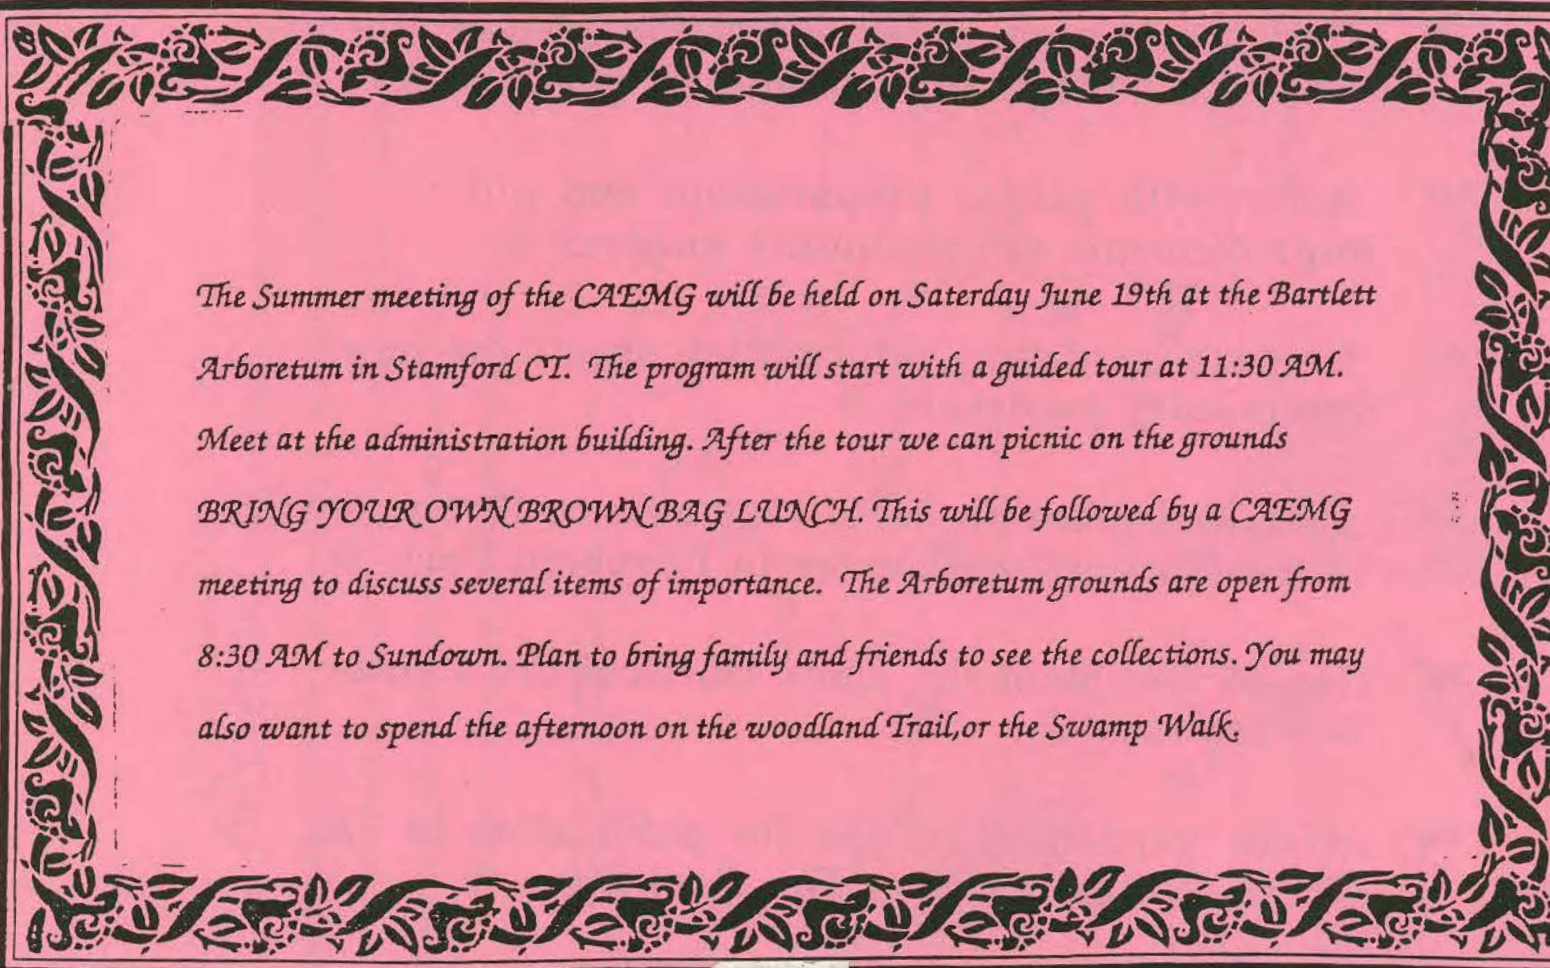 The Summer meeting of the CAEMG will be held on Saterday June 19th at the Bartlett
Arboretum in Stamford CT. The program will start with a guided tour at 11:30 AM.
Meet at the administration building. After the tour we can picnic on the grounds
BRING YOUR OWN BROWN BAG LUNCH. This will be followed by a CAEMG
meeting to discuss several items of importance. The Arboretum grounds are open from
8:30 AM to Sundown. Plan to bring family and friends to see the collections. You may
also want to spend the afternoon on the woodland Trail,or the Swamp Walk.